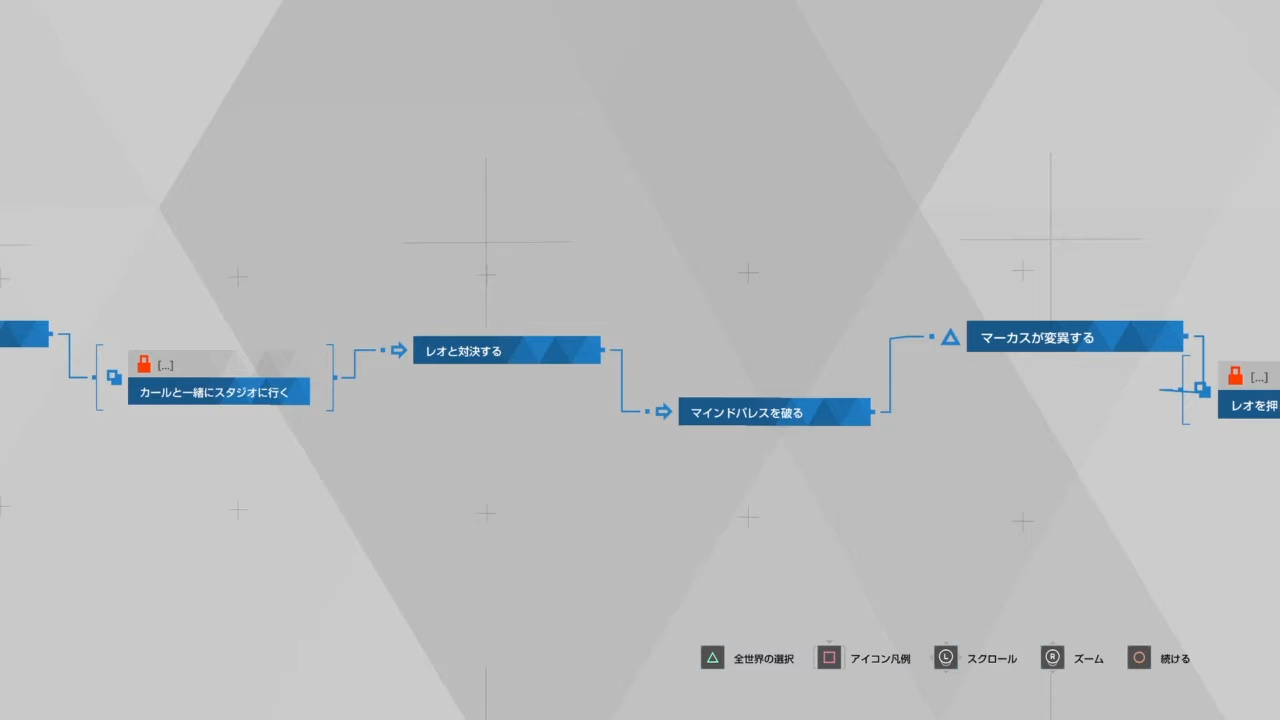 [...]
カールと一緒にスタジオに行く
レオと対決する
マインドパレスを破る
マーカスが変異する
[...]
レオを押
全世界の選択
アイコン凡例
L
スクロール
R
ズーム
続ける